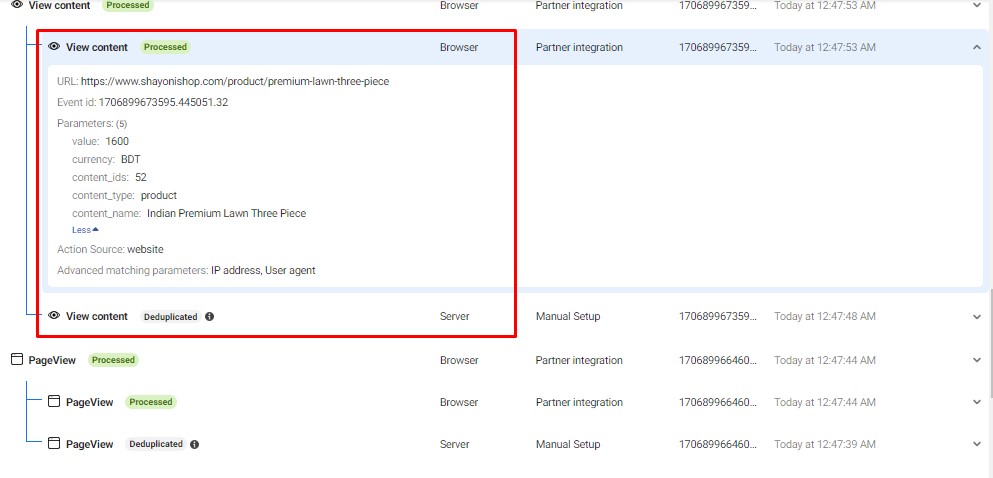 View content Processed Browser Partner integration 170689967359... Today at 12:47:53 AM
View content Processed Browser Partner integration 170689967359... Today at 12:47:53 AM
URL: https://www.shayonishop.com/product/premium-lawn-three-piece
Event id: 1706899673595.445051.32
Parameters: (5)
value: 1600
currency: BDT
content_ids: 52
content_type: product
content_name: Indian Premium Lawn Three Piece
Less
Action Source: website
Advanced matching parameters: IP address, User agent
View content Deduplicated Server Manual Setup 170689967359... Today at 12:47:48 AM
PageView Processed Browser Partner integration 170689966460... Today at 12:47:44 AM
PageView Processed Browser Partner integration 170689966460... Today at 12:47:44 AM
PageView Deduplicated Server Manual Setup 170689966460... Today at 12:47:39 AM